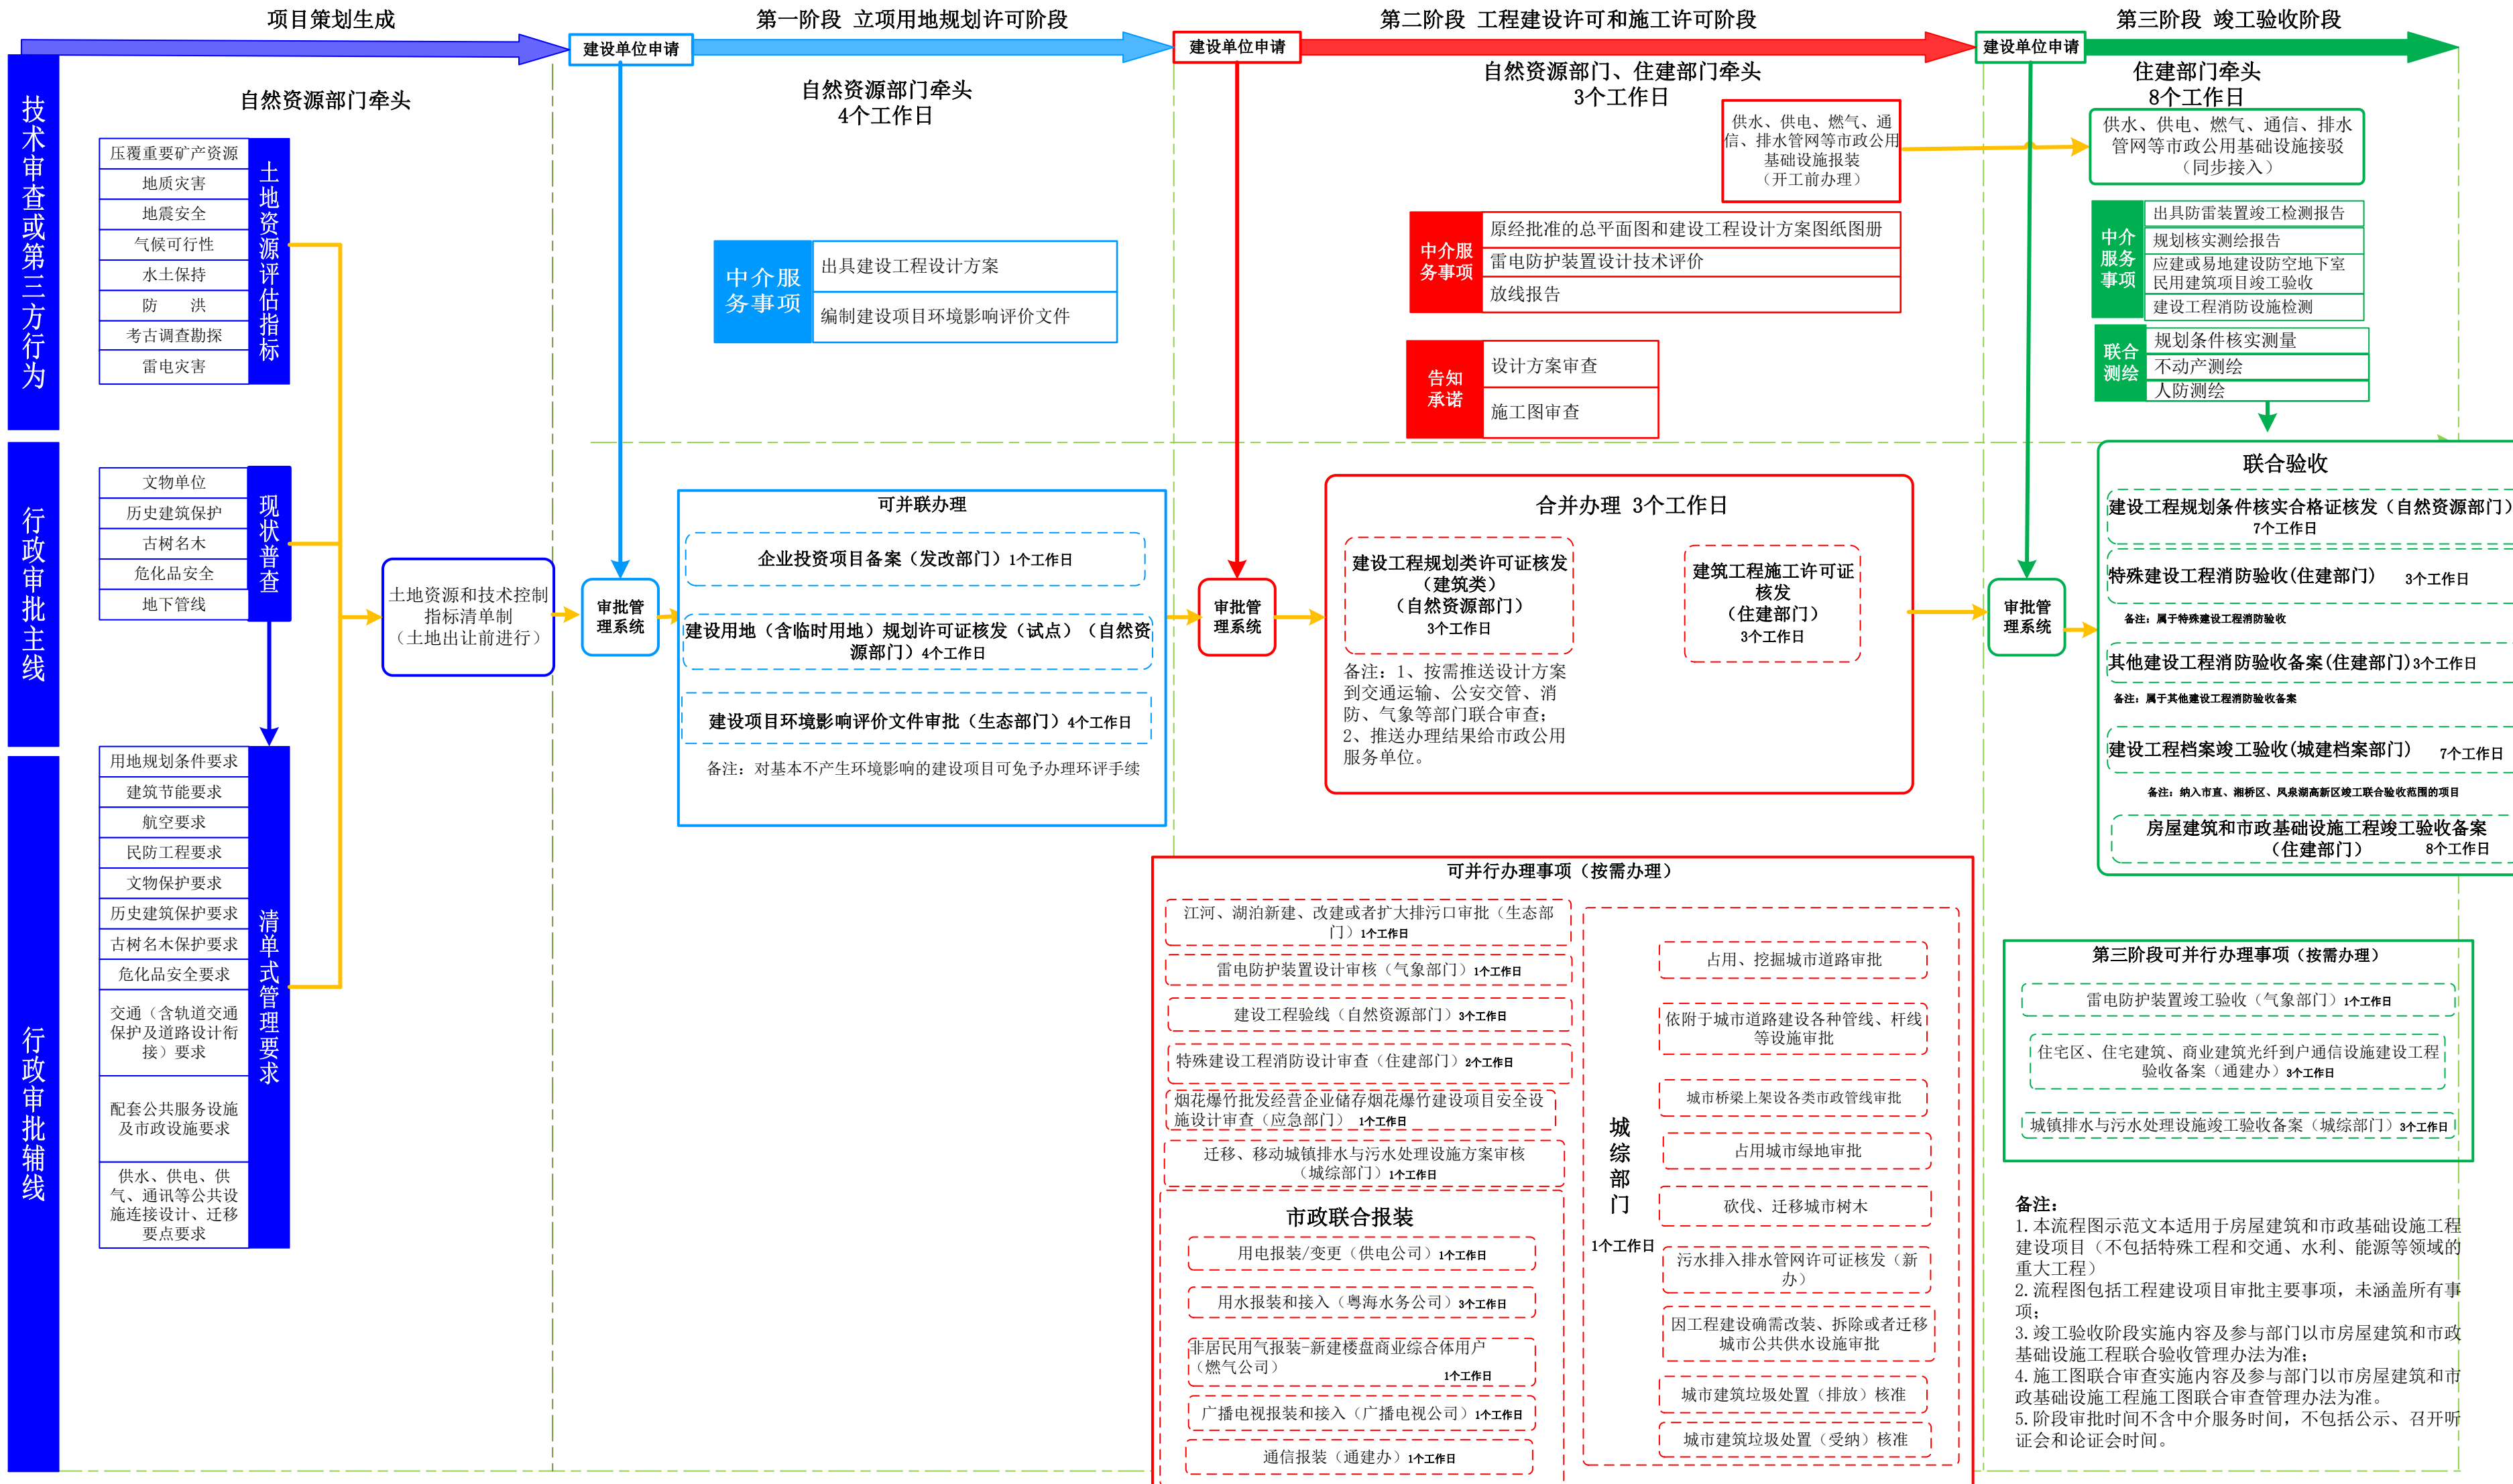 项目策划生成
第一阶段 立项用地规划许可阶段
第二阶段 工程建设许可和施工许可阶段
第三阶段 竣工验收阶段
建设单位申请
建设单位申请
建设单位申请
技术审查或第三方行为
行政审批主线
行政审批辅线
自然资源部门牵头
压覆重要矿产资源
地质灾害
地震安全
气候可行性
水土保持
防 洪
考古调查勘探
雷电灾害
土地资源评估指标
文物单位
历史建筑保护
古树名木
危化品安全
地下管线
现状普查
用地规划条件要求
建筑节能要求
航空要求
民防工程要求
文物保护要求
历史建筑保护要求
古树名木保护要求
危化品安全要求
交通（含轨道交通
保护及道路设计衔
接）要求
配套公共服务设施
及市政设施要求
供水、供电、供
气、通讯等公共设
施连接设计、迁移
要点要求
清单式管理要求
土地资源和技术控制
指标清单制
（土地出让前进行）
自然资源部门牵头
4个工作日
中介服
务事项
出具建设工程设计方案
编制建设项目环境影响评价文件
审批管
理系统
可并联办理
企业投资项目备案（发改部门）1个工作日
建设用地（含临时用地）规划许可证核发（试点）（自然资
源部门）4个工作日
建设项目环境影响评价文件审批（生态部门）4个工作日
备注：对基本不产生环境影响的建设项目可免予办理环评手续
自然资源部门、住建部门牵头
3个工作日
供水、供电、燃气、通
信、排水管网等市政公用
基础设施报装
（开工前办理）
中介服
务事项
原经批准的总平面图和建设工程设计方案图纸图册
雷电防护装置设计技术评价
放线报告
告知
承诺
设计方案审查
施工图审查
审批管
理系统
合并办理 3个工作日
建设工程规划类许可证核发
（建筑类）
（自然资源部门）
3个工作日
建筑工程施工许可证
核发
（住建部门）
3个工作日
备注：1、按需推送设计方案
到交通运输、公安交管、消
防、气象等部门联合审查；
2、推送办理结果给市政公用
服务单位。
可并行办理事项（按需办理）
江河、湖泊新建、改建或者扩大排污口审批（生态部
门）1个工作日
雷电防护装置设计审核（气象部门）1个工作日
建设工程验线（自然资源部门）3个工作日
特殊建设工程消防设计审查（住建部门）2个工作日
烟花爆竹批发经营企业储存烟花爆竹建设项目安全设
施设计审查（应急部门） 1个工作日
迁移、移动城镇排水与污水处理设施方案审核
（城综部门）1个工作日
市政联合报装
用电报装/变更（供电公司）1个工作日
用水报装和接入（粤海水务公司）3个工作日
非居民用气报装-新建楼盘商业综合体用户
（燃气公司）
1个工作日
广播电视报装和接入（广播电视公司）1个工作日
通信报装（通建办）1个工作日
城综部门
1个工作日
占用、挖掘城市道路审批
依附于城市道路建设各种管线、杆线
等设施审批
城市桥梁上架设各类市政管线审批
占用城市绿地审批
砍伐、迁移城市树木
污水排入排水管网许可证核发（新
办）
因工程建设确需改装、拆除或者迁移
城市公共供水设施审批
城市建筑垃圾处置（排放）核准
城市建筑垃圾处置（受纳）核准
住建部门牵头
8个工作日
供水、供电、燃气、通信、排水
管网等市政公用基础设施接驳
（同步接入）
中介
服务
事项
出具防雷装置竣工检测报告
规划核实测绘报告
应建或易地建设防空地下室
民用建筑项目竣工验收
建设工程消防设施检测
联合
测绘
规划条件核实测量
不动产测绘
人防测绘
审批管
理系统
联合验收
建设工程规划条件核实合格证核发（自然资源部门）
7个工作日
特殊建设工程消防验收(住建部门) 3个工作日
备注：属于特殊建设工程消防验收
其他建设工程消防验收备案(住建部门)3个工作日
备注：属于其他建设工程消防验收备案
建设工程档案竣工验收(城建档案部门) 7个工作日
备注：纳入市直、湘桥区、凤泉湖高新区竣工联合验收范围的项目
房屋建筑和市政基础设施工程竣工验收备案
（住建部门） 8个工作日
第三阶段可并行办理事项（按需办理）
雷电防护装置竣工验收（气象部门）1个工作日
住宅区、住宅建筑、商业建筑光纤到户通信设施建设工程
验收备案（通建办）3个工作日
城镇排水与污水处理设施竣工验收备案（城综部门）3个工作日
备注：
1.本流程图示范文本适用于房屋建筑和市政基础设施工程
建设项目（不包括特殊工程和交通、水利、能源等领域的
重大工程）
2.流程图包括工程建设项目审批主要事项，未涵盖所有事
项；
3.竣工验收阶段实施内容及参与部门以市房屋建筑和市政
基础设施工程联合验收管理办法为准；
4.施工图联合审查实施内容及参与部门以市房屋建筑和市
政基础设施工程施工图联合审查管理办法为准。
5.阶段审批时间不含中介服务时间，不包括公示、召开听
证会和论证会时间。